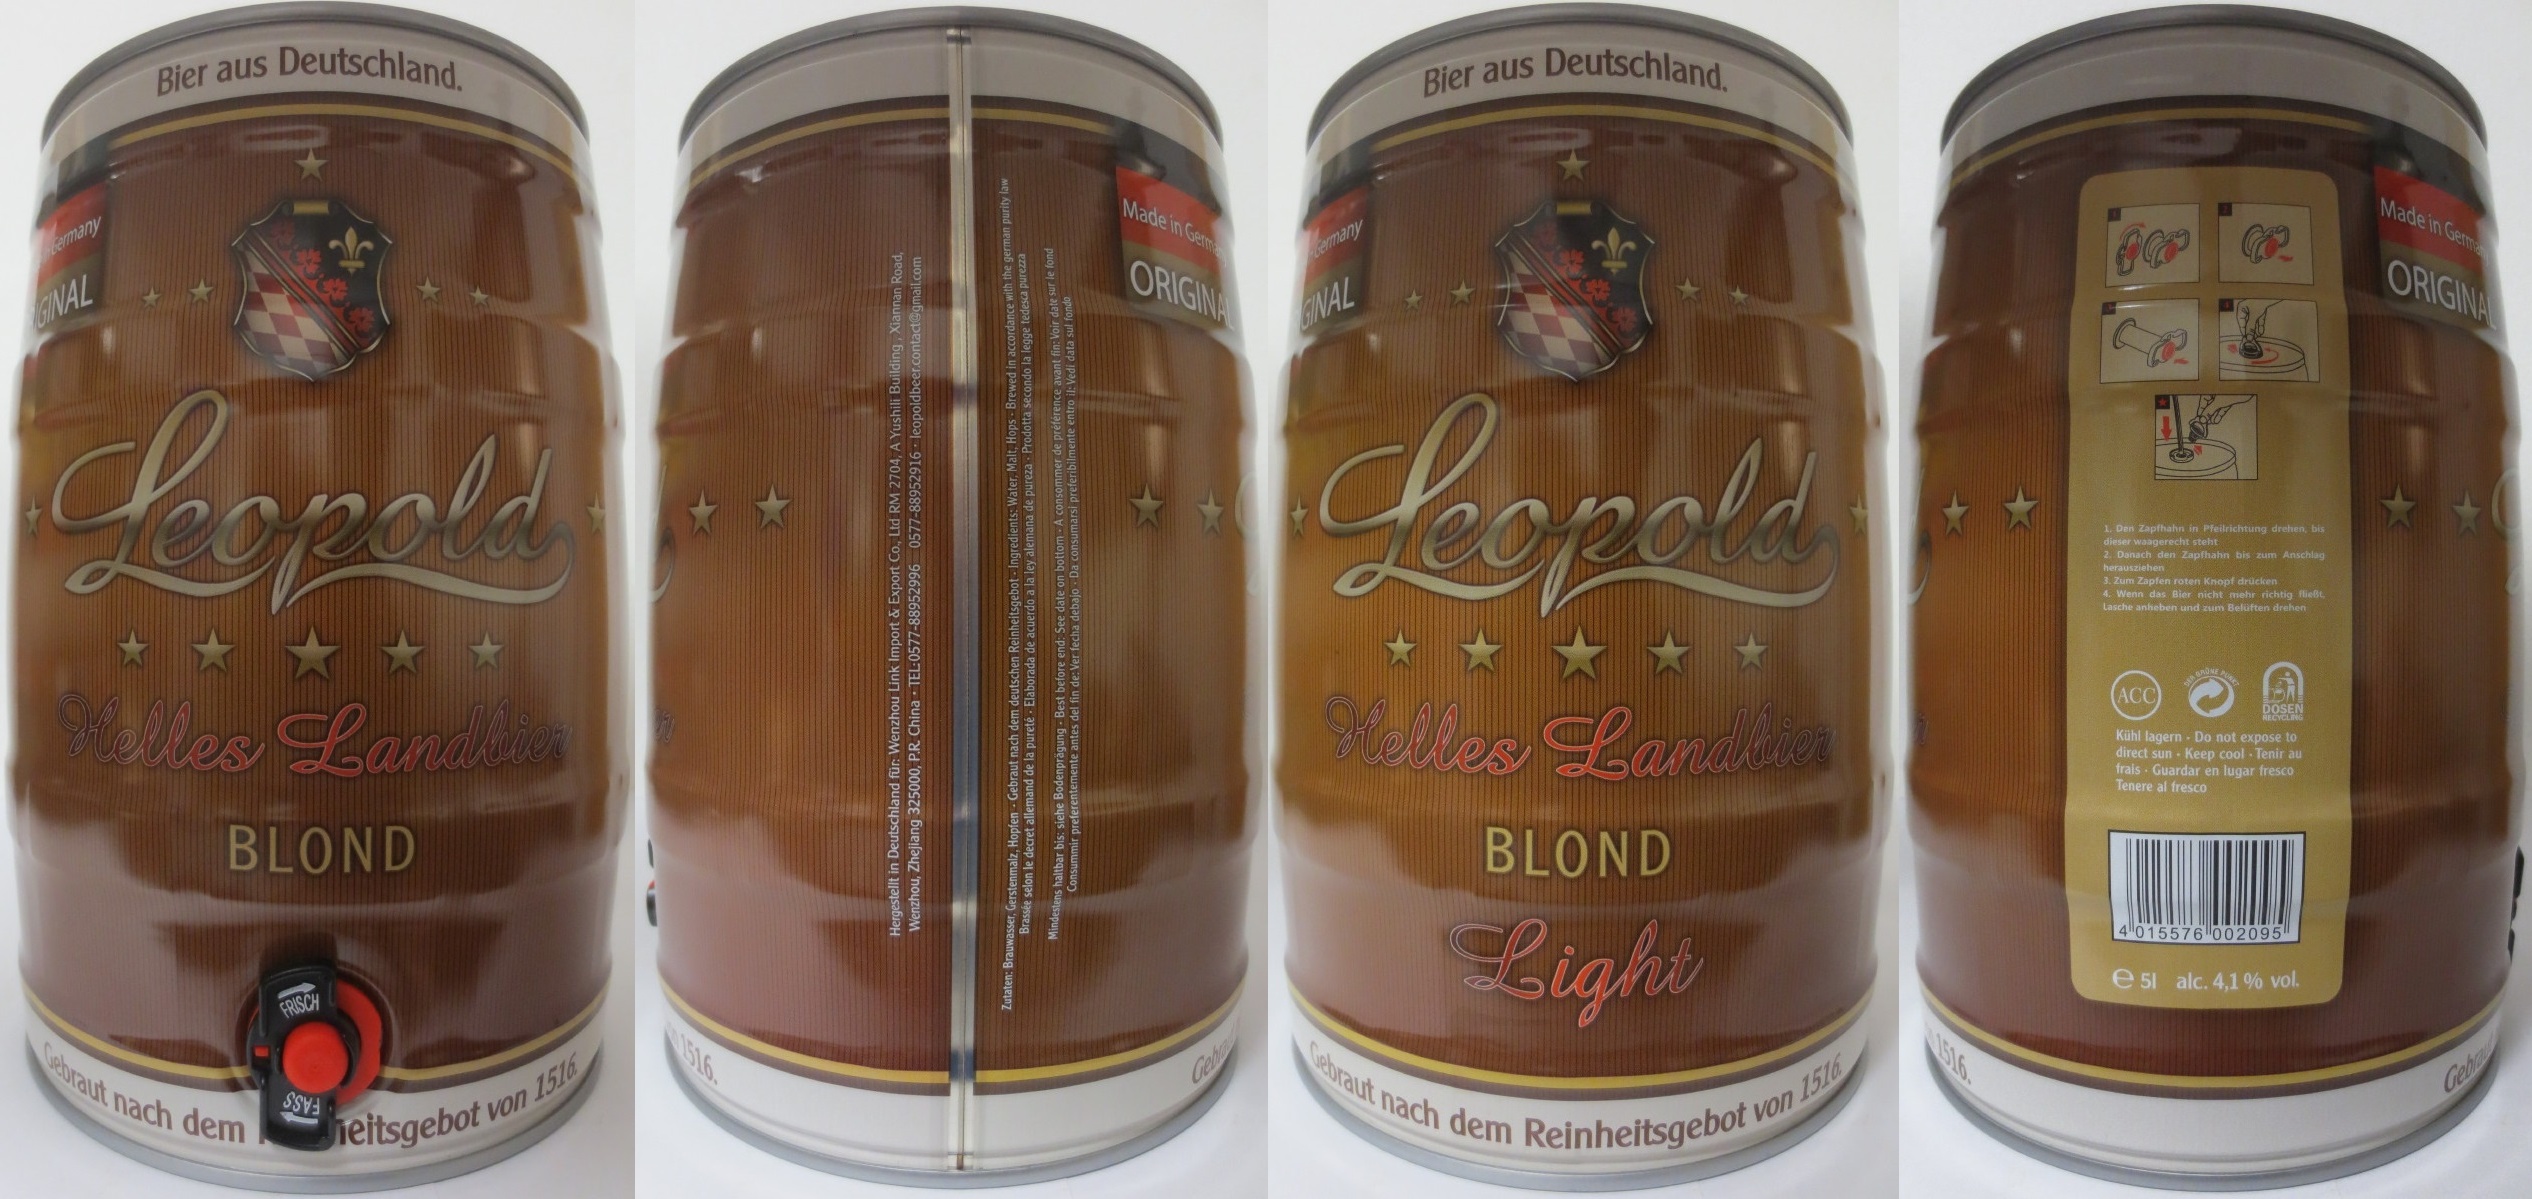 Bier aus Deutschland.
Germany
GINAL
Leopold
Helles Landbier
BLOND
FRISCH
FASS
Gebraut nach dem heitsgebot von 1516.
Hergestellt in Deutschland für: Wenzhou Link Import & Export Co., Ltd RM 2704, A Yushili Building , Xianan Road,
Wenzhou, Zhejiang 325000, P.R. China · TEL:0577-88952996 0577-88952916 · leopoldbeer.contact@gmail.com
Zutaten: Brauwasser, Gerstenmalz, Hopfen · Gebraut nach dem deutschen Reinheitsgebot · Ingredients: Water, Malt, Hops · Brewed in accordance with the german purity law
Brassée selon le decret allemand de la pureté · Elaborada de acuerdo a la ley alemana de pureza · Prodotta secondo la legge tedesca purezza
Mindestens haltbar bis: siehe Bodenprägung · Best before end: See date on bottom · A consommer de préférence avant fin: Voir date sur le fond
Consummir preferentemente antes del fin de: Ver fecha debajo · Da consumarsi preferibilmente entro il: Vedi data sul fondo
Made in German
ORIGINAL
1516.
Bier aus Deutschland.
Germany
GINAL
Leopold
Helles Landbier
BLOND
Light
Gebraut nach dem Reinheitsgebot von 1516.
Made in German
ORIGINAL
1. Den Zapfhahn in Pfeilrichtung drehen, bis
dieser waagerecht steht
2. Danach den Zapfhahn bis zum Anschlag
herausziehen
3. Zum Zapfen roten Knopf drücken
4. Wenn das Bier nicht mehr richtig fließt,
Lasche anheben und zum Belüften drehen
ACC
DER GRÜNE PUNKT
DOSEN
RECYCLING
Kühl lagern · Do not expose to
direct sun · Keep cool · Tenir au
frais · Guardar en lugar fresco
Tenere al fresco
4 015576 002095
℮ 5l alc. 4,1 % vol.
1516.